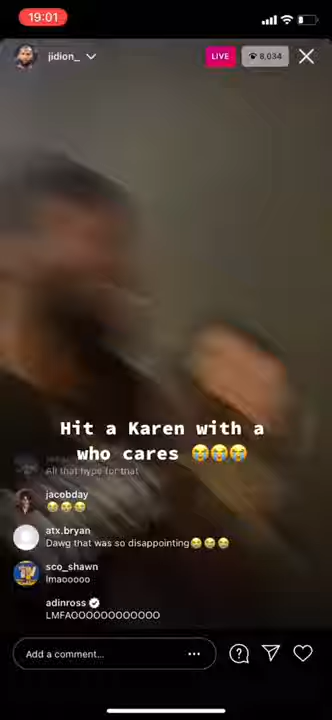 19:01
jidion_
LIVE
8,034
Hit a Karen with a
who cares 😭😭😭
All that hype for that
jacobday
😭😭😭
atx.bryan
Dawg that was so disappointing😭😭😭
sco_shawn
lmaooooo
adinross
LMFAOOOOOOOOOOOO
Add a comment...